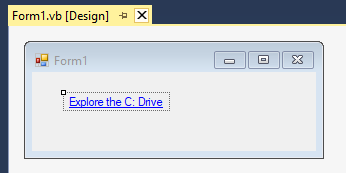 Form1.vb [Design]
Form1
Explore the C: Drive